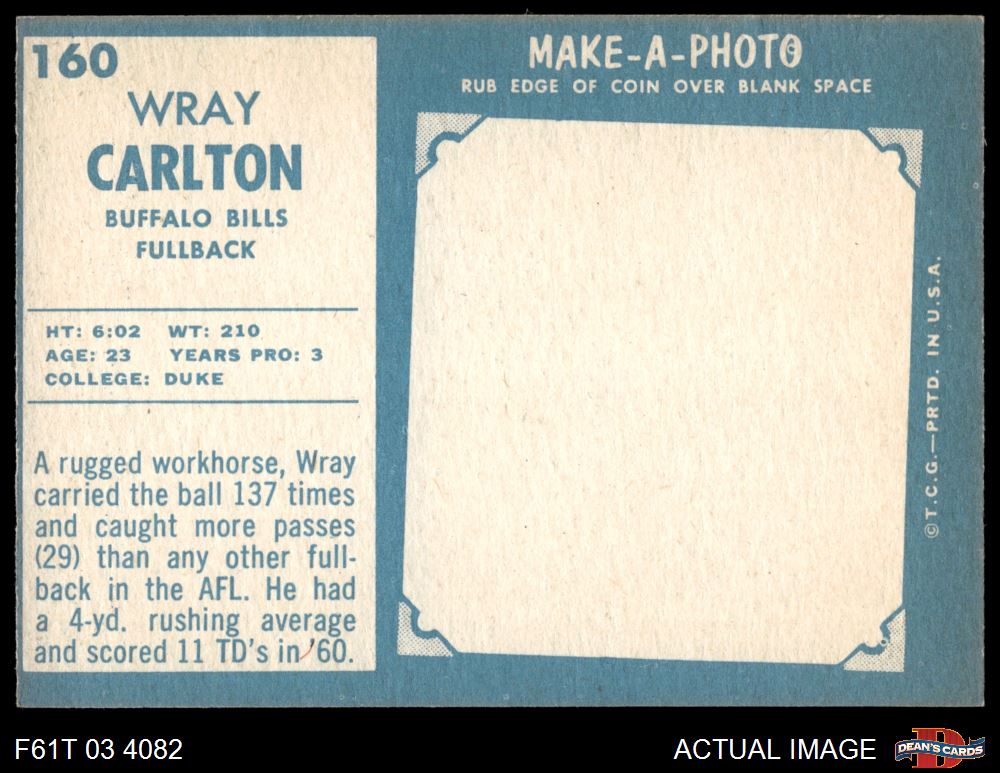 160
WRAY
CARLTON
BUFFALO BILLS
FULLBACK
HT: 6:02 WT: 210
AGE: 23 YEARS PRO: 3
COLLEGE: DUKE
A rugged workhorse, Wray
carried the ball 137 times
and caught more passes
(29) than any other full-
back in the AFL. He had
a 4-yd. rushing average
and scored 11 TD's in '60.
MAKE-A-PHOTO
RUB EDGE OF COIN OVER BLANK SPACE
©T.C.G.—PRTD. IN U.S.A.
F61T 03 4082
ACTUAL IMAGE
D
DEAN'S CARDS